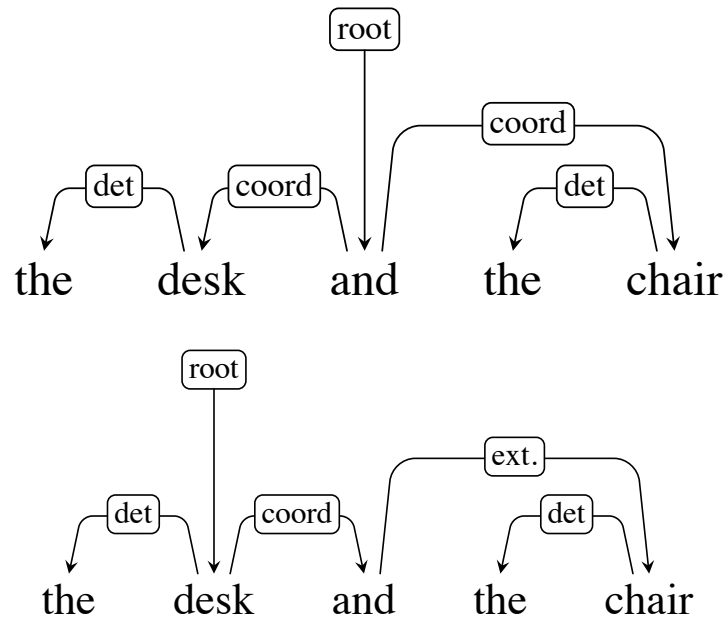 root
coord
det coord det
the desk and the chair
root
ext.
det coord det
the desk and the chair